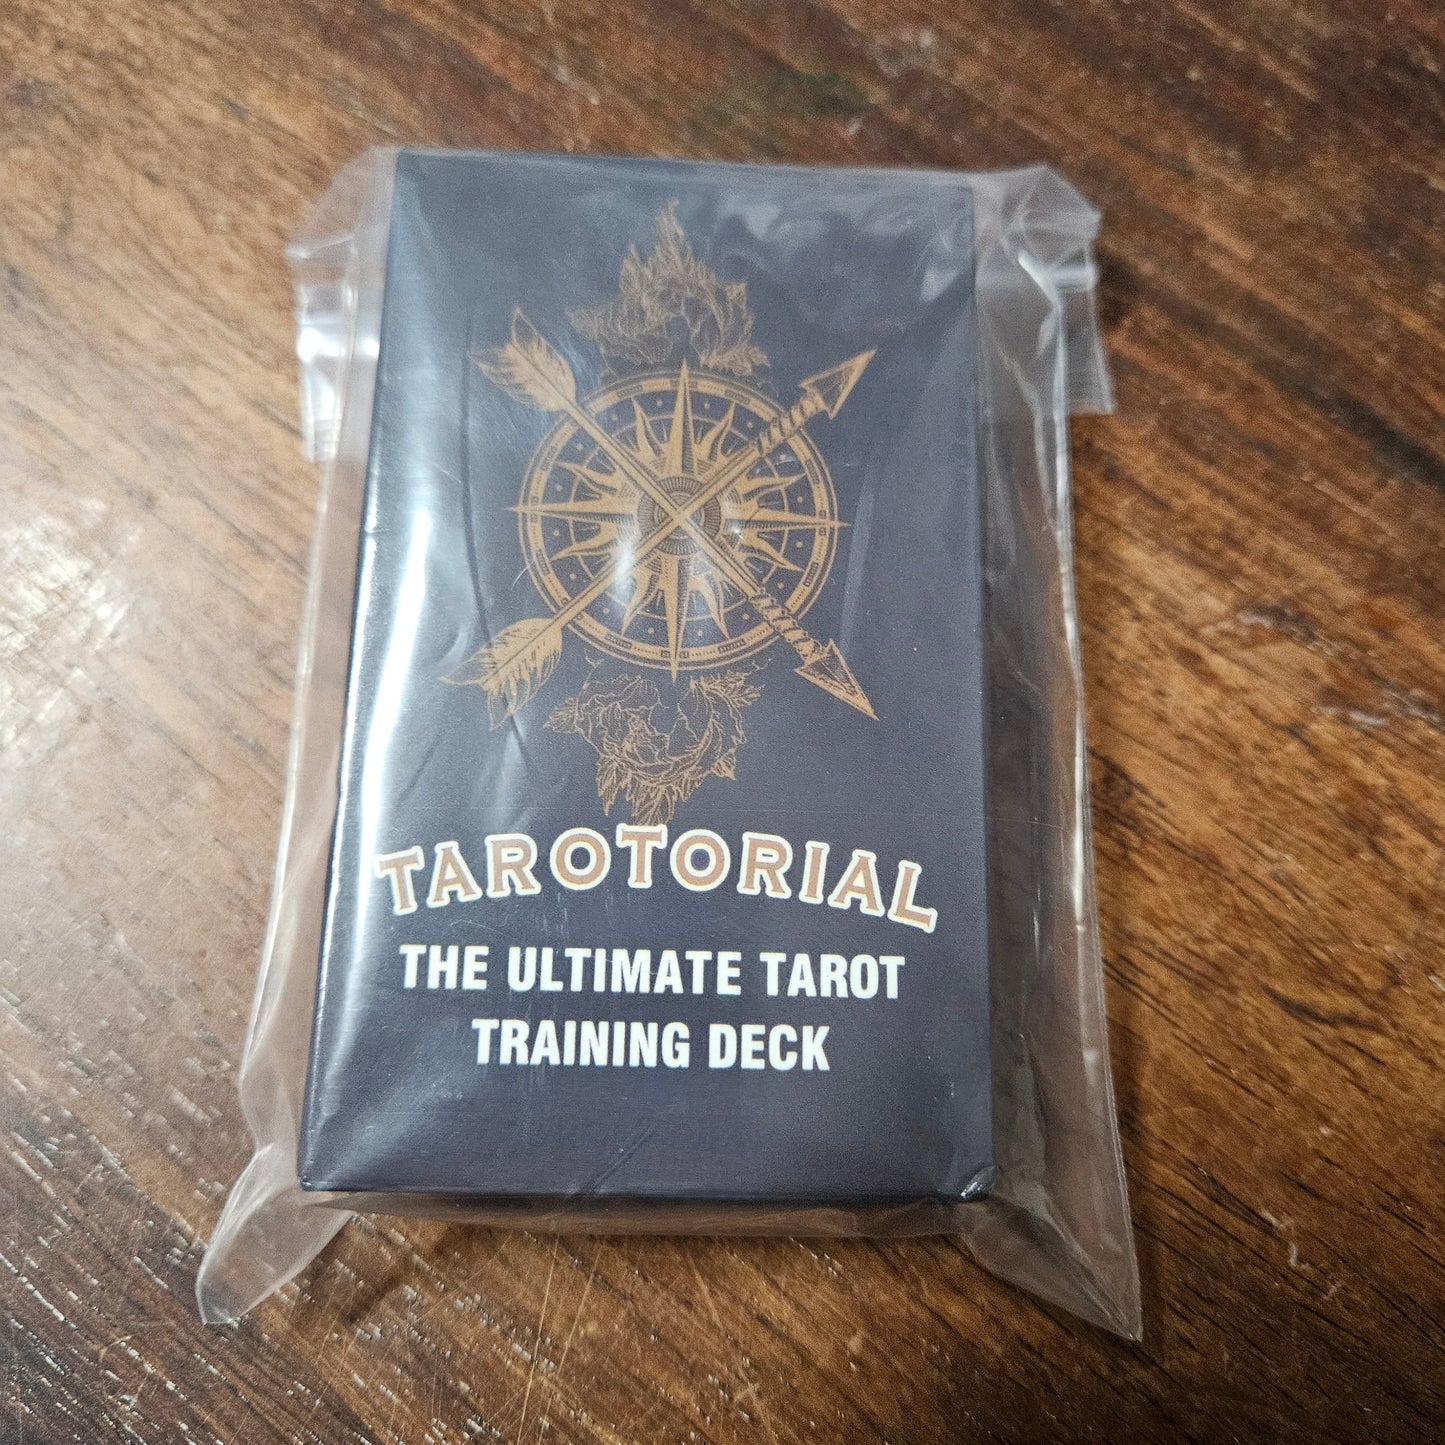 TAROTORIAL
THE ULTIMATE TAROT
TRAINING DECK